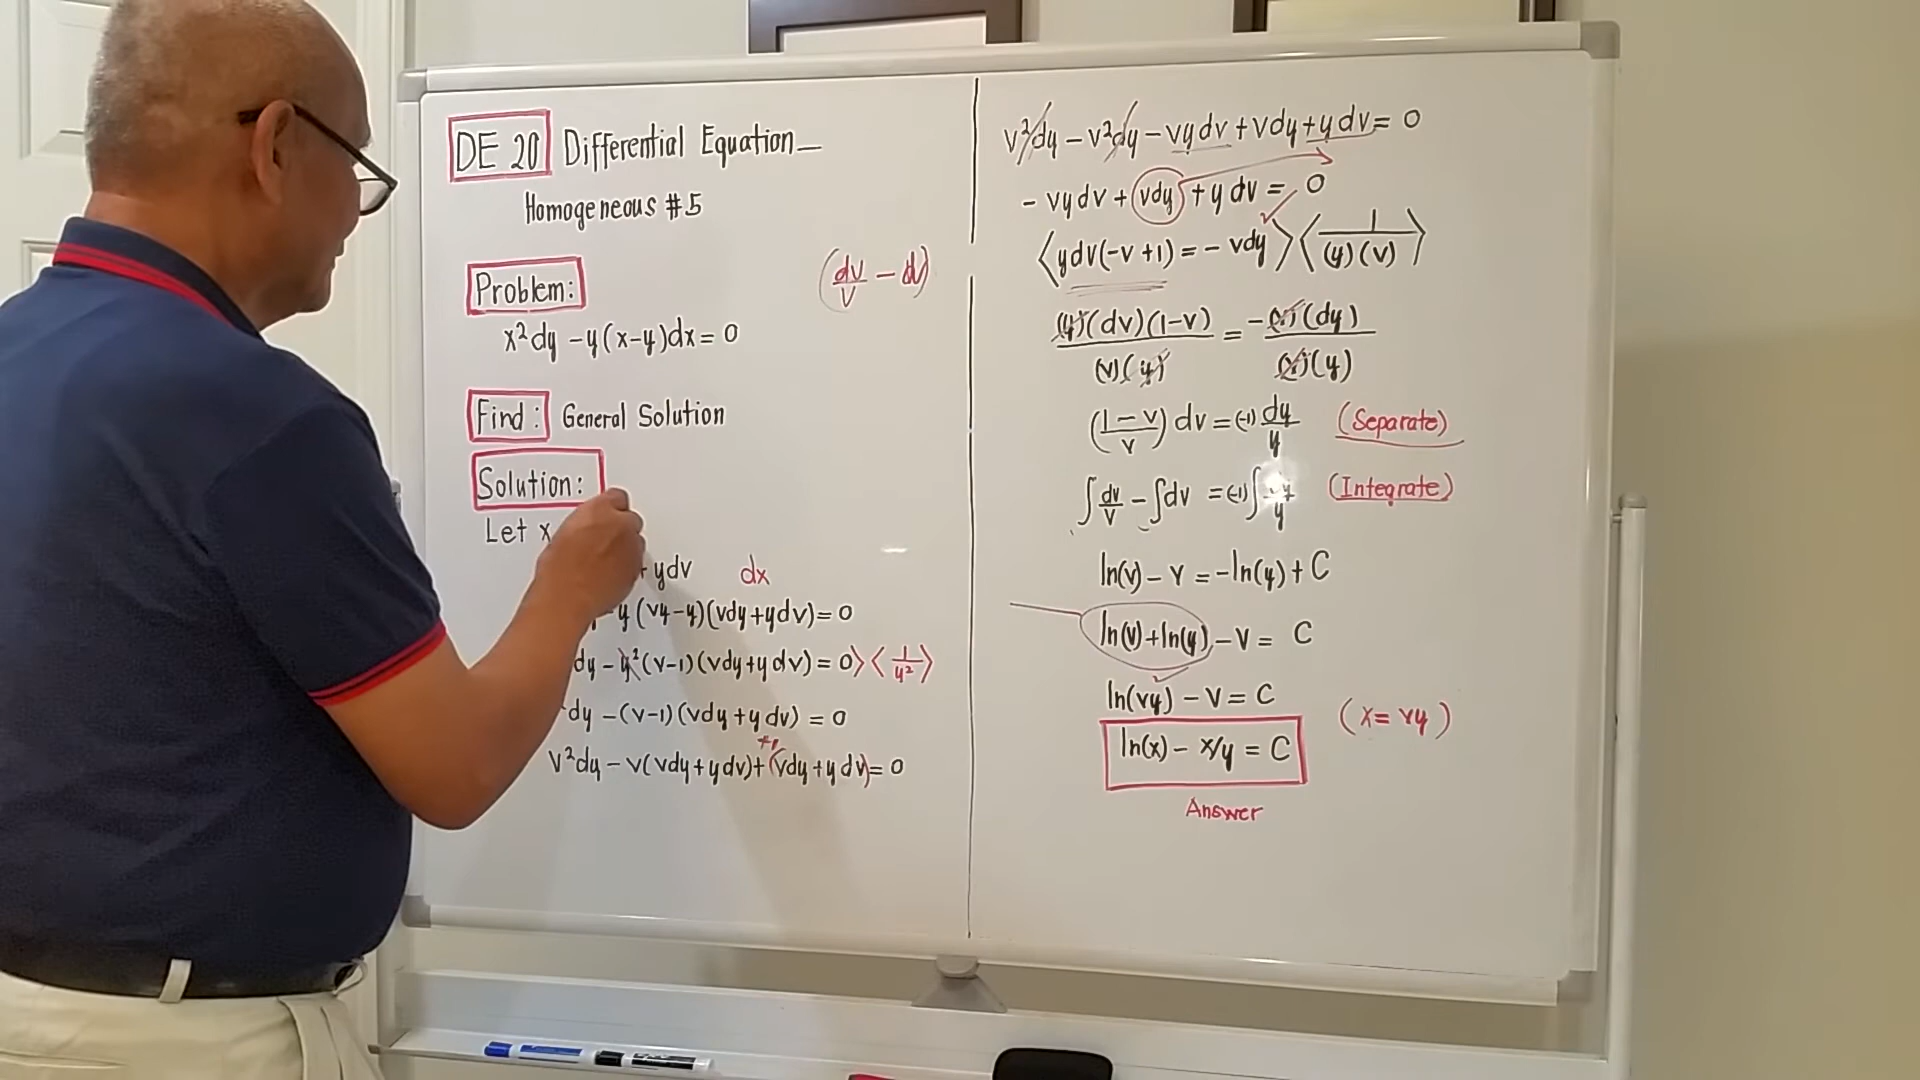 DE 20 Differential Equation_
Homogeneous #5
Problem:
(dv/v - dv)
x²dy - y(x-y)dx = 0
Find: General Solution
Solution:
Let x
+ ydv dx
- y(vy-y)(vdy+ydv) = 0
dy - y²(v-1)(vdy+ydv) = 0⟩⟨1/y²⟩
dy - (v-1)(vdy+ydv) = 0
v²dy - v(vdy+ydv)+(vdy+ydv) = 0
v²dy - v²dy - vydv + vdy + ydv = 0
- vydv + vdy + ydv = 0
⟨ydv(-v+1) = - vdy⟩⟨1/(y)(v)⟩
(y)(dv)(1-v)/(v)(y) = -(v)(dy)/(v)(y)
((1-v)/v)dv = (-1)dy/y (Separate)
∫dv/v - ∫dv = (-1)∫dy/y (Integrate)
ln(v) - v = -ln(y) + C
ln(v)+ln(y) - v = C
ln(vy) - v = C
(x = vy)
ln(x) - x/y = C
Answer